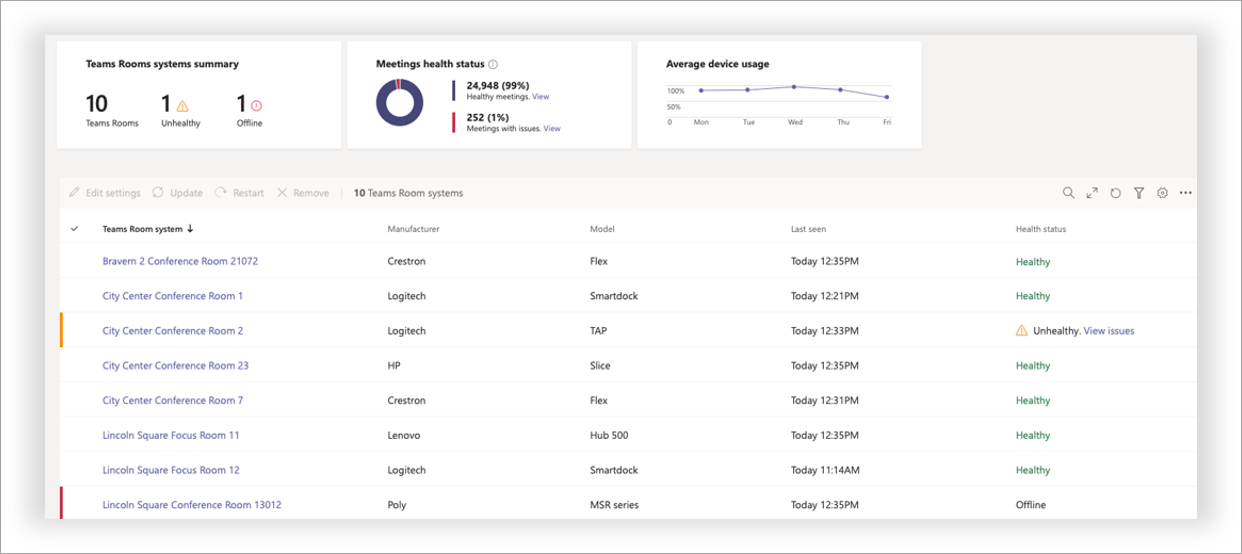 Teams Rooms systems summary
10
Teams Rooms
1
Unhealthy
1
Offline
Meetings health status
24,948 (99%)
Healthy meetings. View
252 (1%)
Meetings with issues. View
Average device usage
100%
50%
0 Mon Tue Wed Thu Fri
Edit settings Update Restart Remove 10 Teams Room systems
Teams Room system Manufacturer Model Last seen Health status
Bravern 2 Conference Room 21072 Crestron Flex Today 12:35PM Healthy
City Center Conference Room 1 Logitech Smartdock Today 12:21PM Healthy
City Center Conference Room 2 Logitech TAP Today 12:33PM Unhealthy. View issues
City Center Conference Room 23 HP Slice Today 12:35PM Healthy
City Center Conference Room 7 Crestron Flex Today 12:31PM Healthy
Lincoln Square Focus Room 11 Lenovo Hub 500 Today 12:35PM Healthy
Lincoln Square Focus Room 12 Logitech Smartdock Today 11:14AM Healthy
Lincoln Square Conference Room 13012 Poly MSR series Today 12:35PM Offline